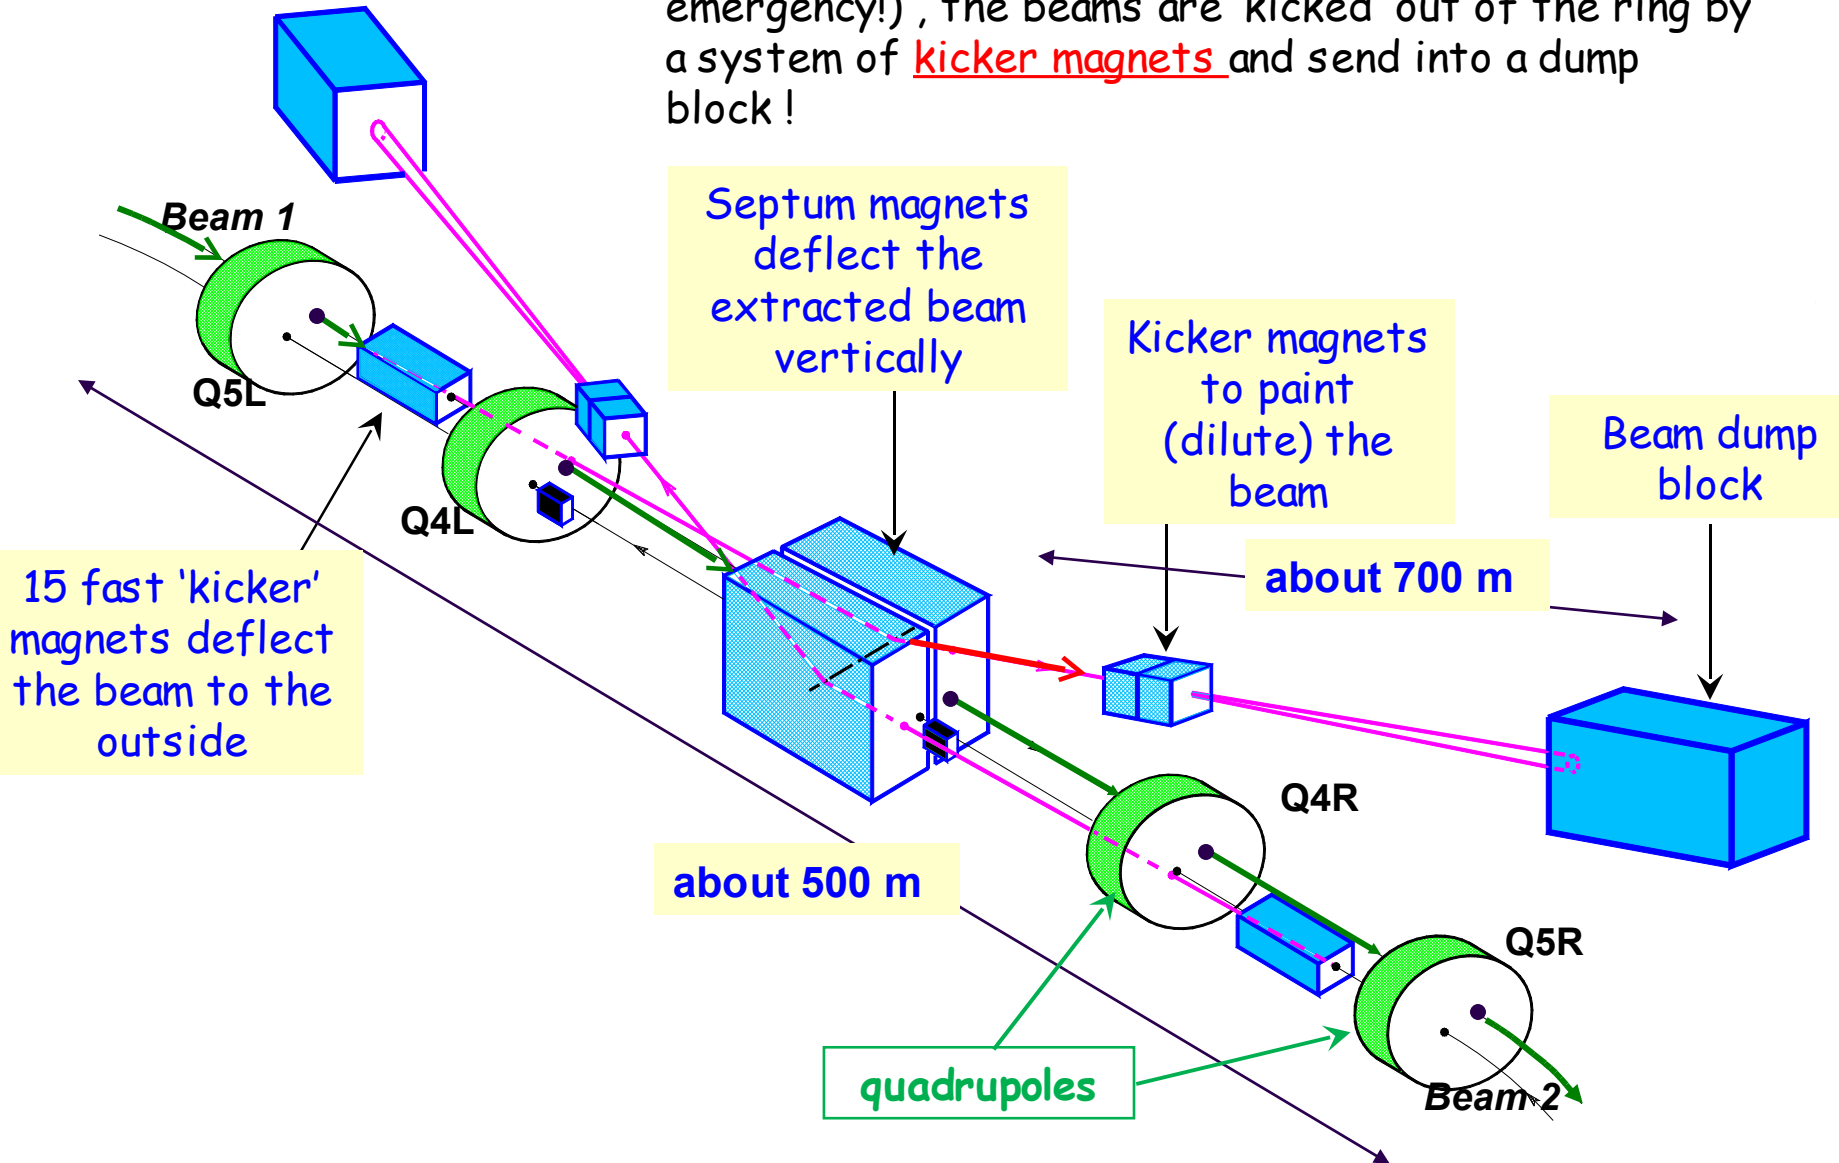 emergency!) , the beams are 'kicked' out of the ring by
a system of kicker magnets and send into a dump
block !
Beam 1
Septum magnets
deflect the
extracted beam
vertically
Kicker magnets
to paint
(dilute) the
beam
Beam dump
block
Q5L
Q4L
15 fast ‘kicker’
magnets deflect
the beam to the
outside
about 700 m
about 500 m
Q4R
Q5R
quadrupoles
Beam 2